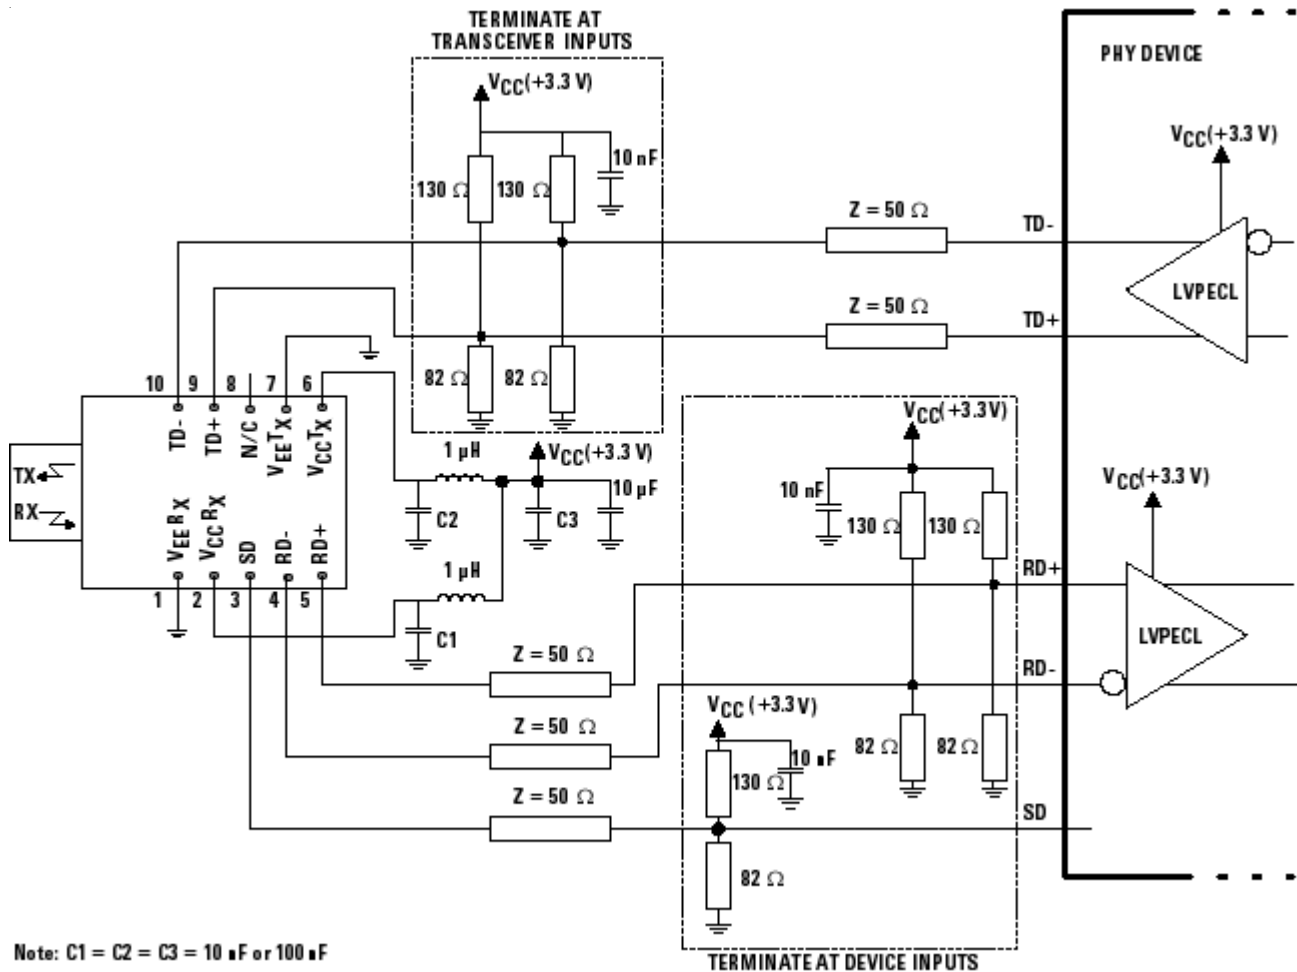 TERMINATE AT
TRANSCEIVER INPUTS
VCC(+3.3 V)
10 nF
130 Ω
130 Ω
82 Ω
82 Ω
PHY DEVICE
VCC(+3.3 V)
Z = 50 Ω
TD-
LVPECL
Z = 50 Ω
TD+
10 9 8 7 6
TD-
TD+
N/C
VEETX
VCCTX
TX
RX
VEERX
VCCRX
SD
RD-
RD+
1 2 3 4 5
1 µH
VCC(+3.3 V)
10 µF
C2
C3
1 µH
C1
VCC(+3.3V)
10 nF
130 Ω
130 Ω
VCC(+3.3 V)
RD+
LVPECL
RD-
Z = 50 Ω
Z = 50 Ω
Z = 50 Ω
VCC (+3.3V)
10 nF
130 Ω
82 Ω
82 Ω
82 Ω
SD
Note: C1 = C2 = C3 = 10 nF or 100 nF
TERMINATE AT DEVICE INPUTS